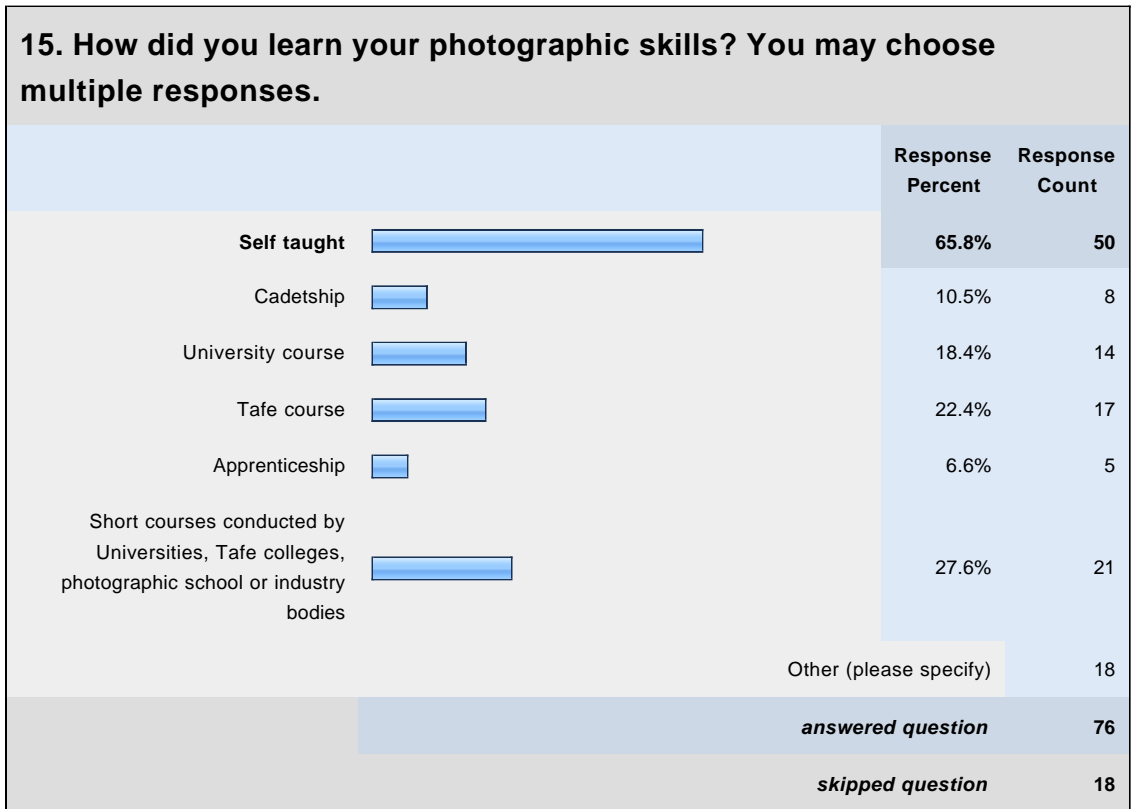 15. How did you learn your photographic skills? You may choose
multiple responses.
Response
Percent
Response
Count
Self taught 65.8% 50
Cadetship 10.5% 8
University course 18.4% 14
Tafe course 22.4% 17
Apprenticeship 6.6% 5
Short courses conducted by
Universities, Tafe colleges,
photographic school or industry
bodies
27.6% 21
Other (please specify) 18
answered question 76
skipped question 18